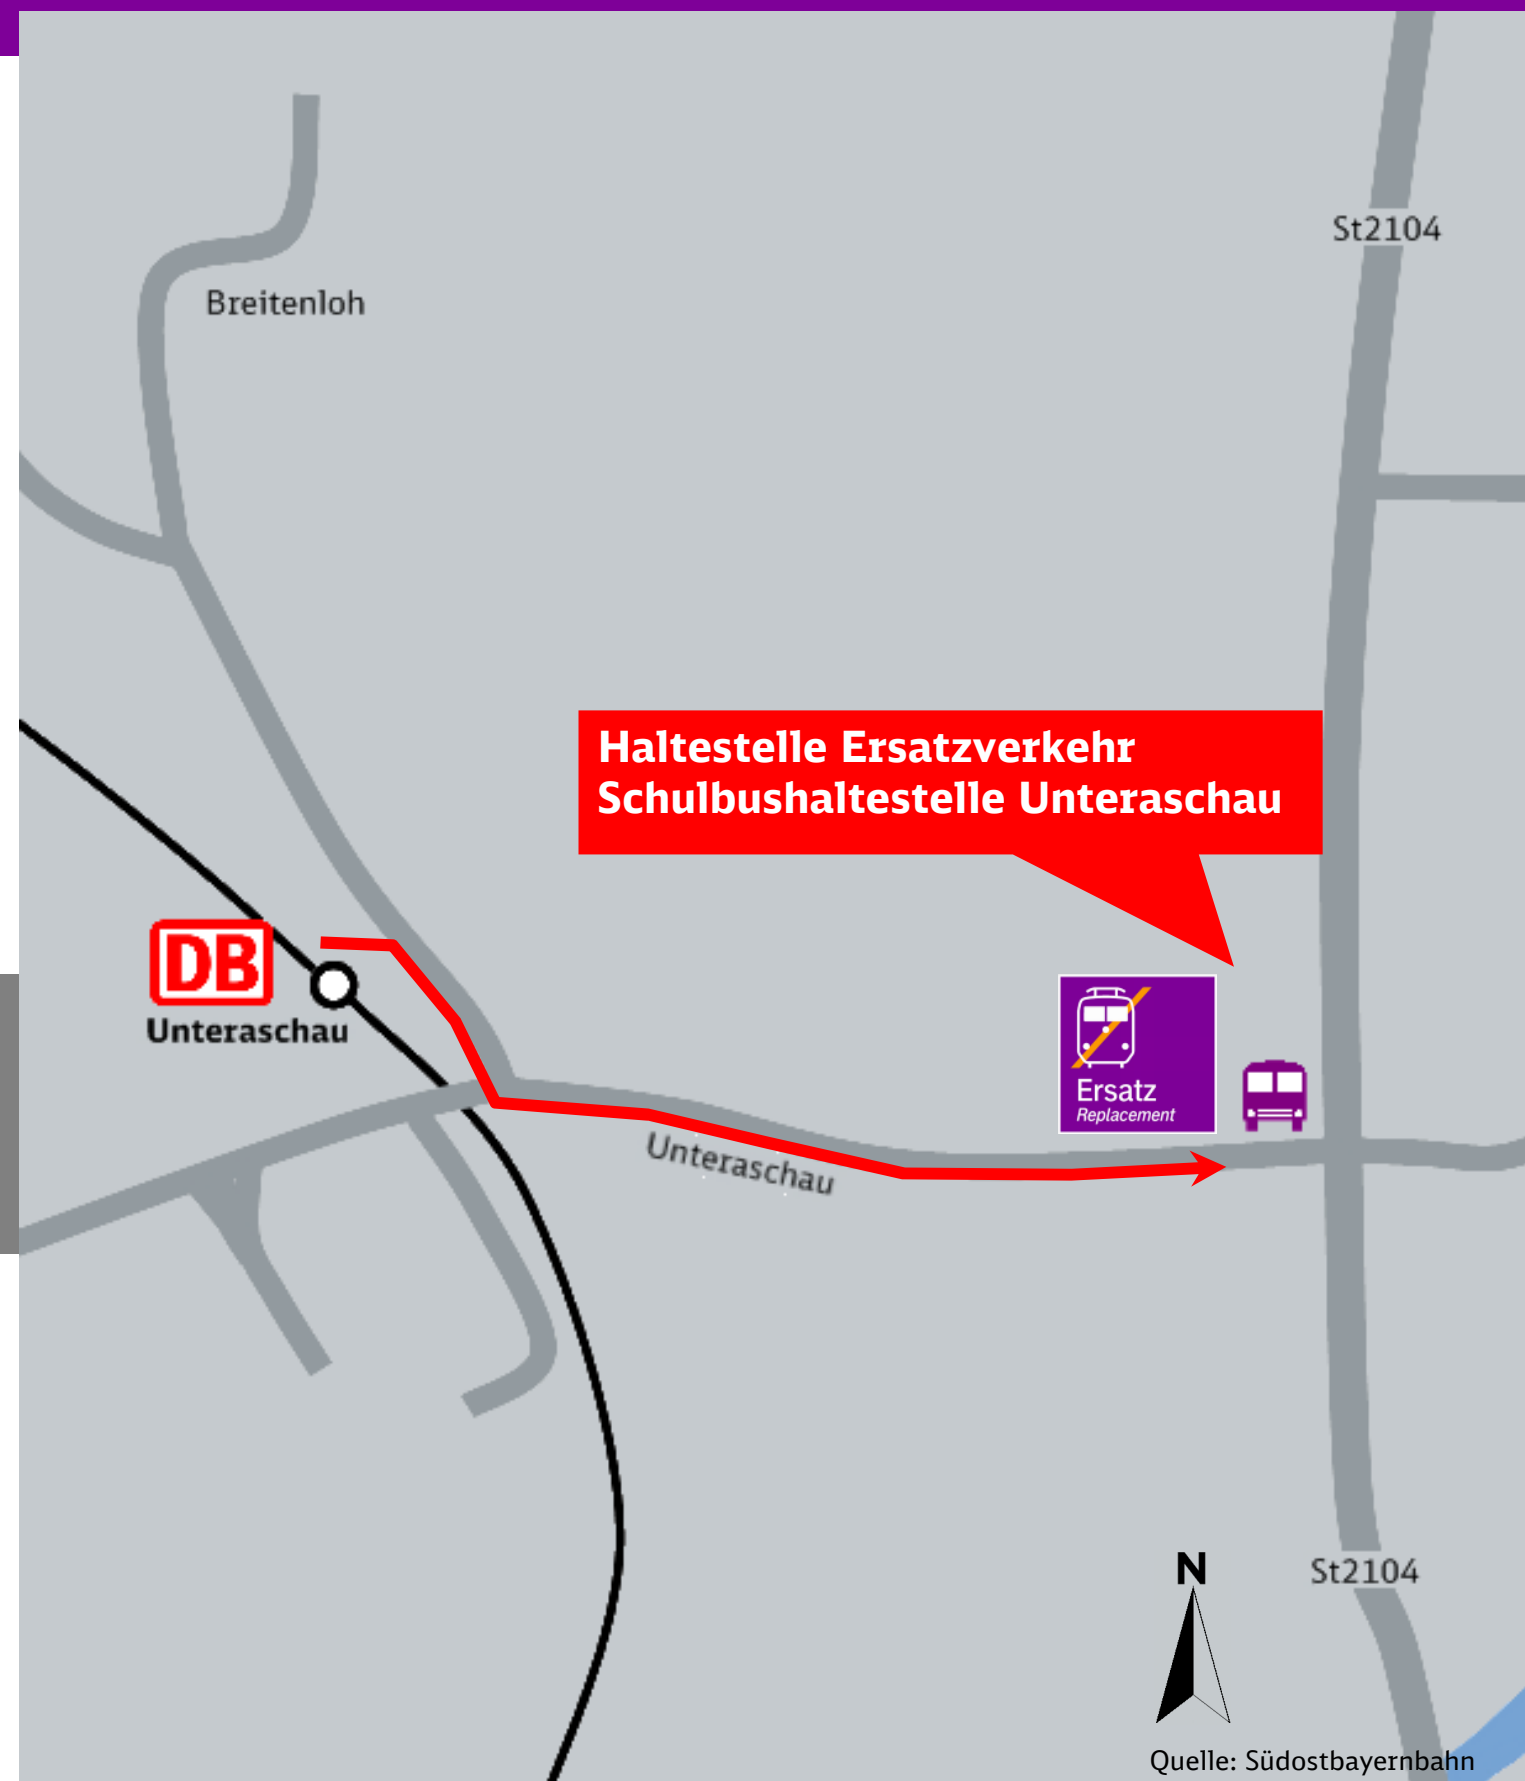 St2104
Breitenloh
Haltestelle Ersatzverkehr
Schulbushaltestelle Unteraschau
DB
Unteraschau
Ersatz
Replacement
Unteraschau
N
St2104
Quelle: Südostbayernbahn